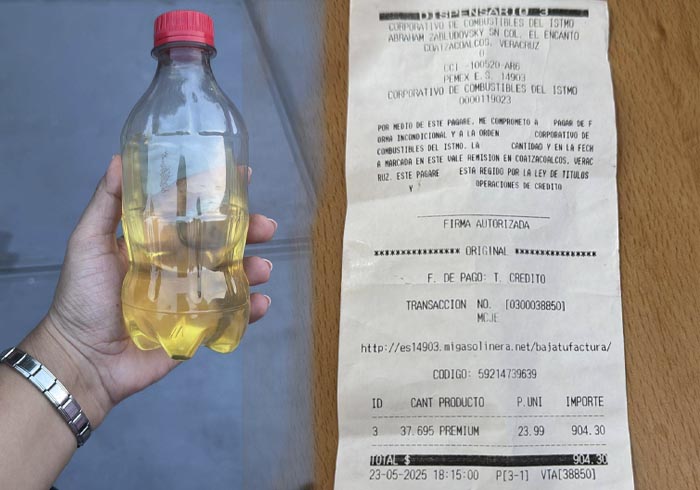 DISPENSARIO 3
CORPORATIVO DE COMBUSTIBLES DEL ISTMO
ABRAHAM ZABLUDOVSKY SN COL. EL ENCANTO
COATZACOALCOS, VERACRUZ
0
CCI -100520-AR6
PEMEX E. S. 14903
CORPORATIVO DE COMBUSTIBLES DEL ISTMO
0000119023
POR MEDIO DE ESTE PAGARE, ME COMPROMETO A PAGAR DE F
ORMA INCONDICIONAL Y A LA ORDEN CORPORATIVO DE
COMBUSTIBLES DEL ISTMO. LA CANTIDAD Y EN LA FECH
A MARCADA EN ESTE VALE REMISION EN COATZACOALCO, VERAC
RUZ. ESTE PAGARE ESTA REGIDO POR LA LEY DE TITULOS
Y OPERACIONES DE CREDITO
FIRMA AUTORIZADA
***************** ORIGINAL *****************
F. DE PAGO: T. CREDITO
TRANSACCION NO. [0300038850]
MCJE
http://es14903.migasolinera.net/bajatufactura/
CODIGO: 59214739639
ID CANT PRODUCTO P.UNI IMPORTE
3 37.695 PREMIUM 23.99 904.30
TOTAL $ 904.30
23-05-2025 18:15:00 P[3-1] VTA[38850]